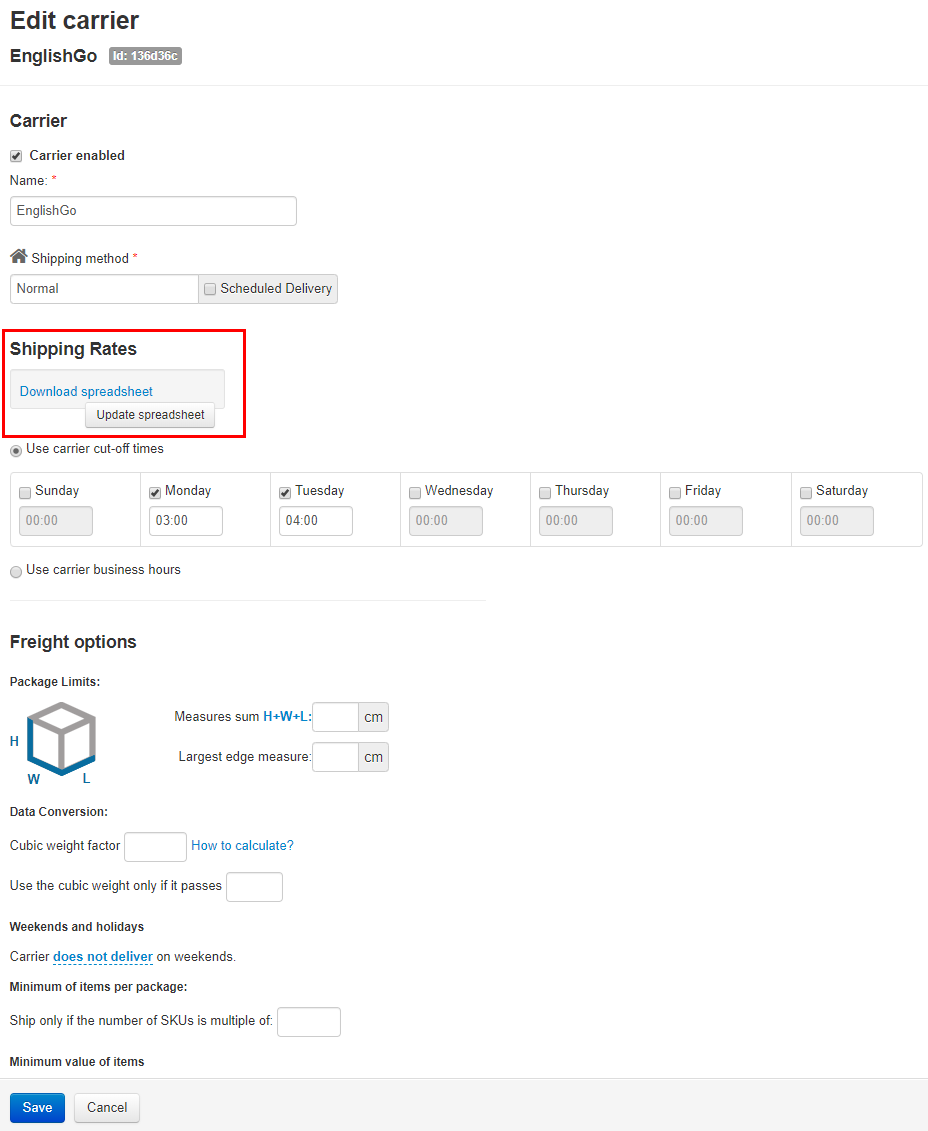 Edit carrier
EnglishGo Id: 136d36c
Carrier
Carrier enabled
Name: *
EnglishGo
Shipping method *
Normal Scheduled Delivery
Shipping Rates
Download spreadsheet
Update spreadsheet
Use carrier cut-off times
Sunday Monday Tuesday Wednesday Thursday Friday Saturday
00:00 03:00 04:00 00:00 00:00 00:00 00:00
Use carrier business hours
Freight options
Package Limits:
Measures sum H+W+L: cm
H
Largest edge measure: cm
W L
Data Conversion:
Cubic weight factor How to calculate?
Use the cubic weight only if it passes
Weekends and holidays
Carrier does not deliver on weekends.
Minimum of items per package:
Ship only if the number of SKUs is multiple of:
Minimum value of items
Save Cancel